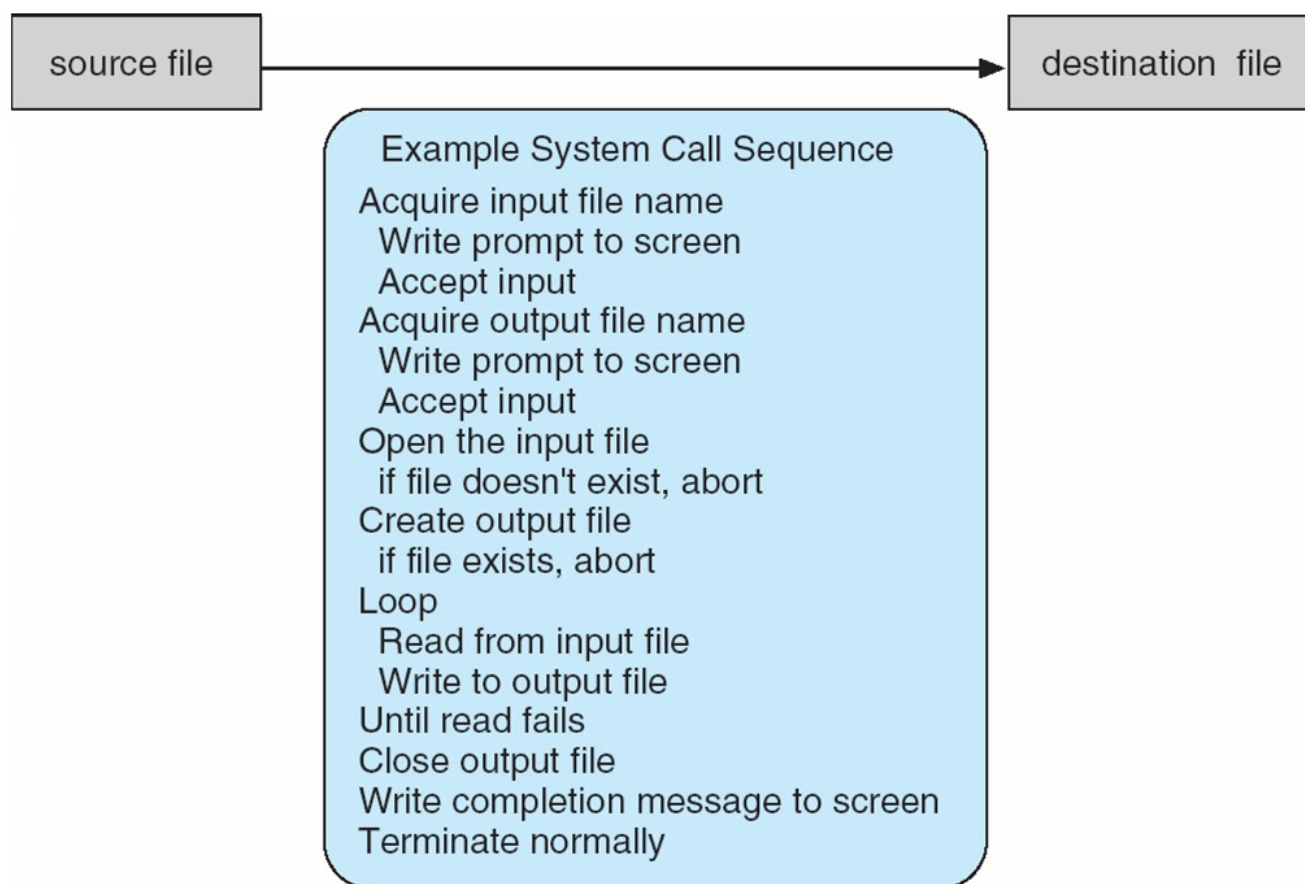 source file
destination file
Example System Call Sequence
Acquire input file name
Write prompt to screen
Accept input
Acquire output file name
Write prompt to screen
Accept input
Open the input file
if file doesn't exist, abort
Create output file
if file exists, abort
Loop
Read from input file
Write to output file
Until read fails
Close output file
Write completion message to screen
Terminate normally